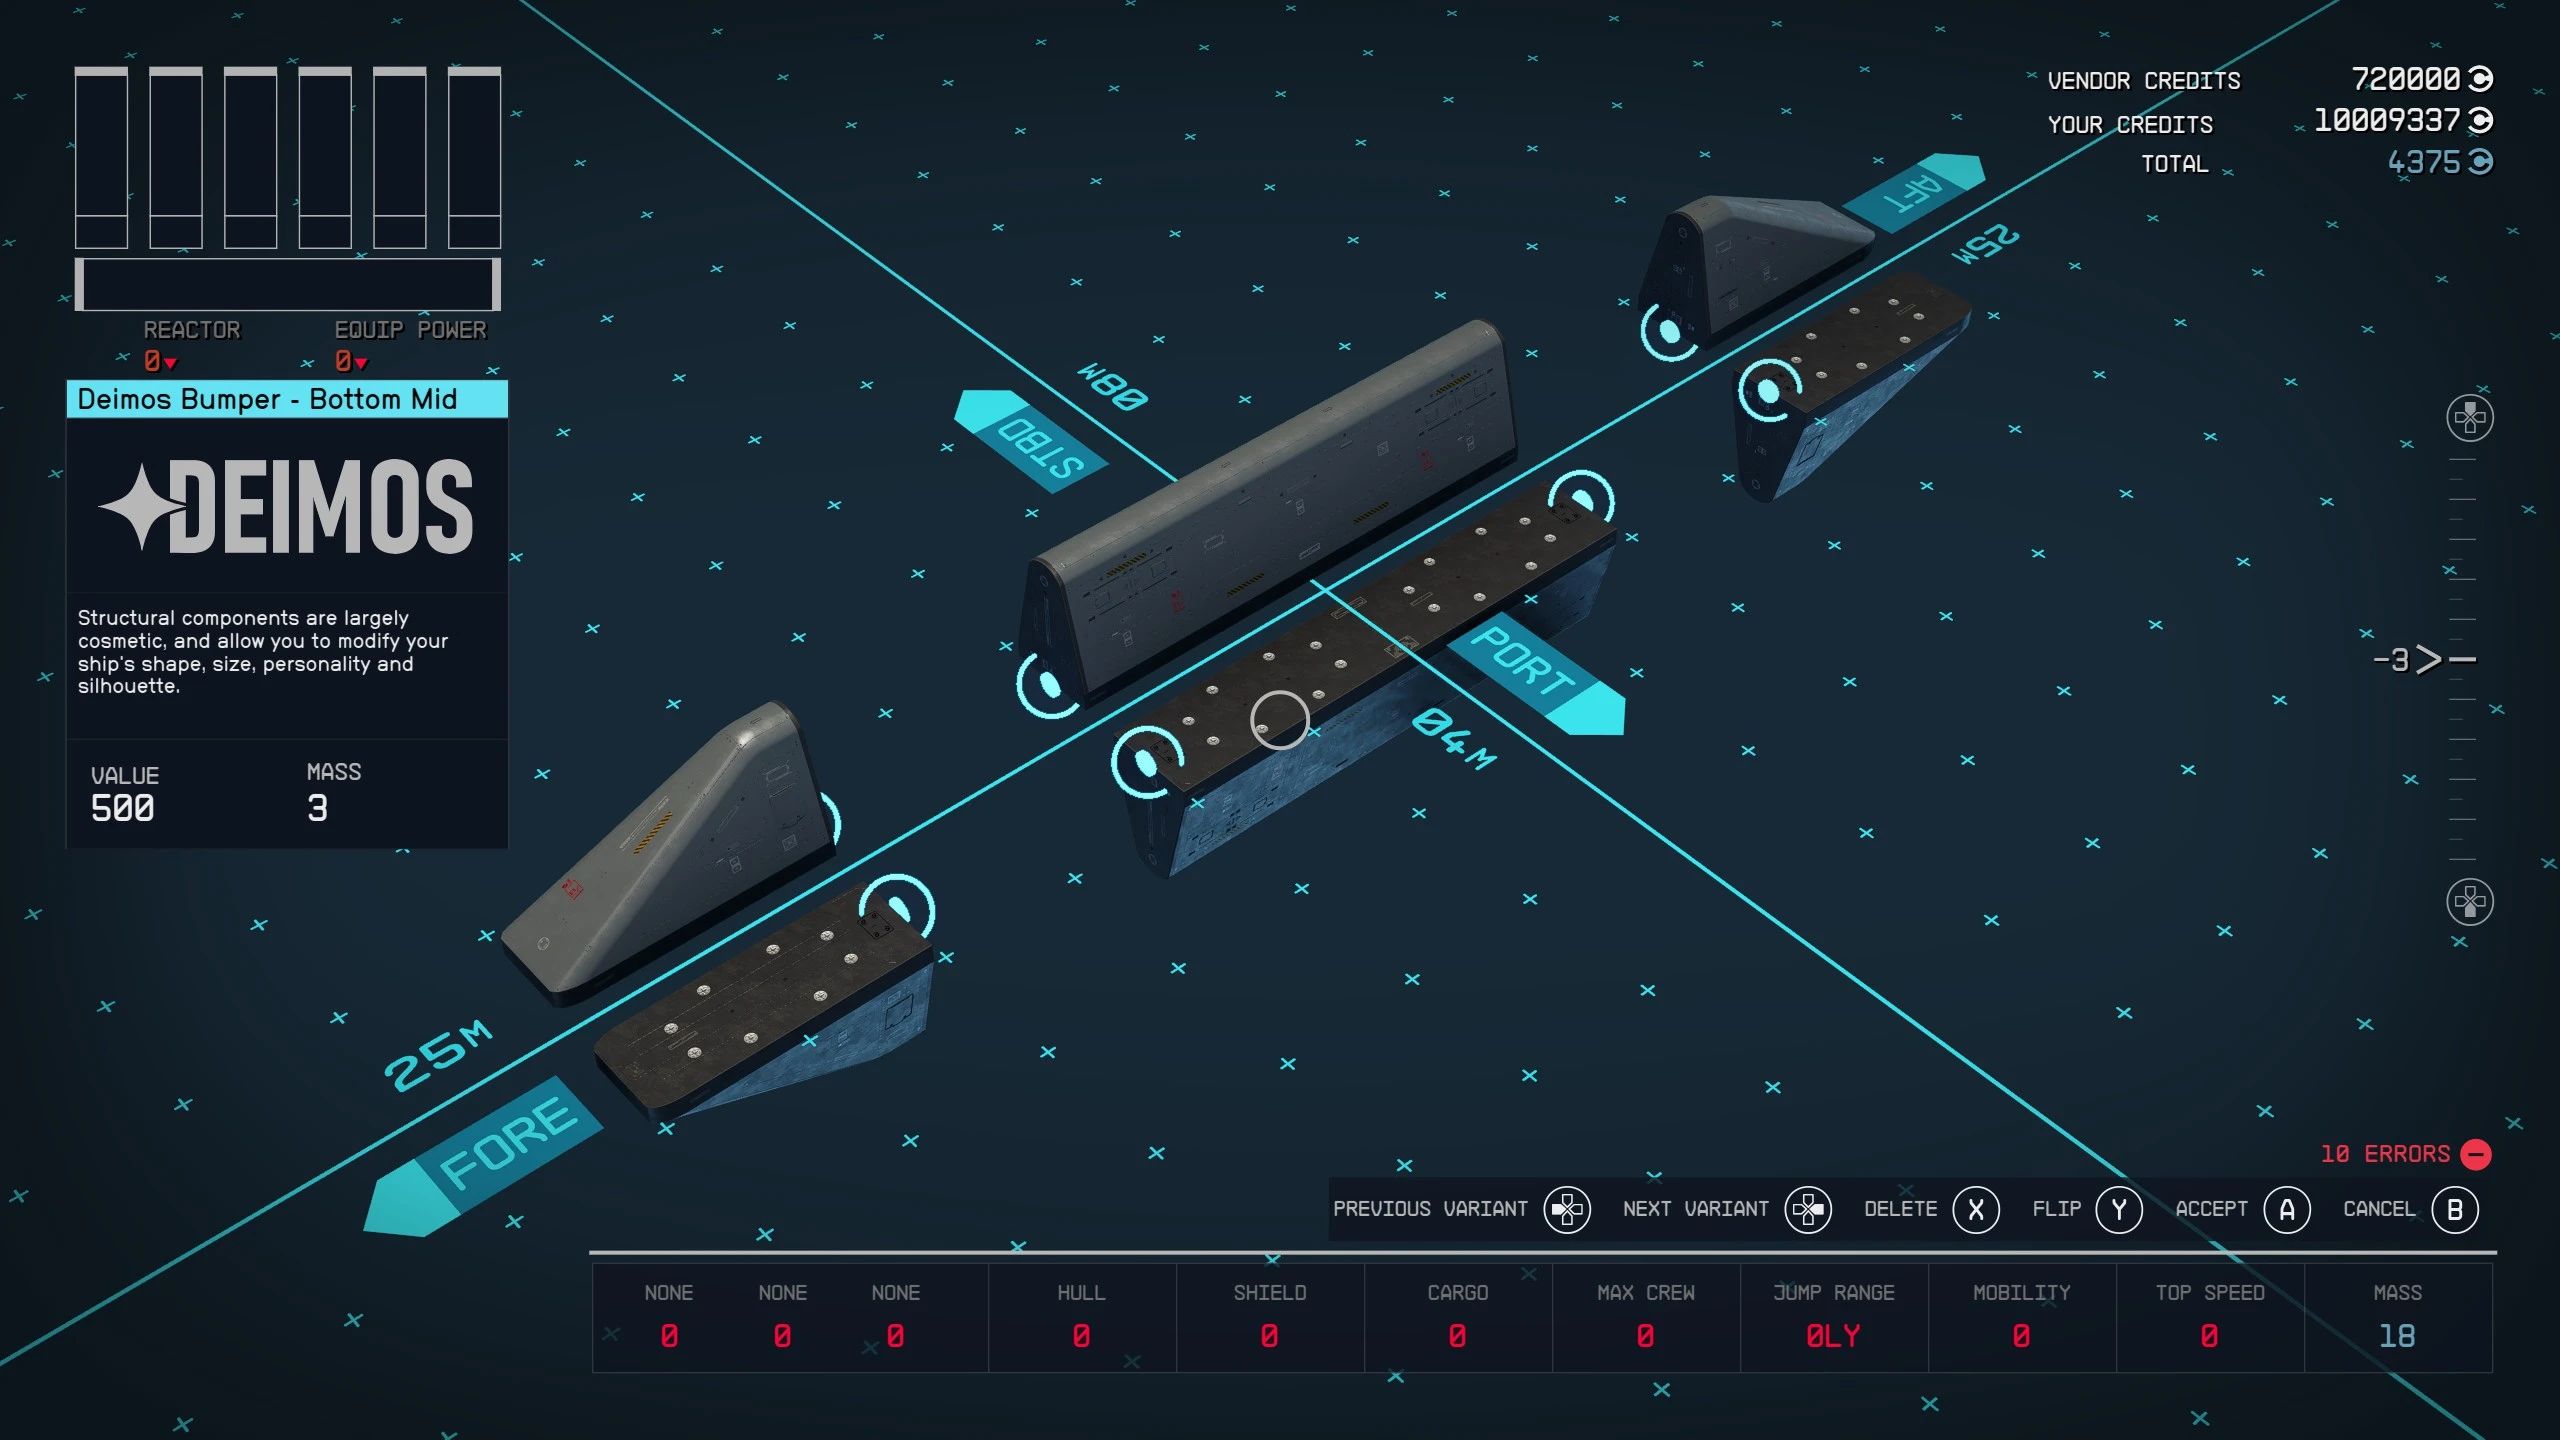 VENDOR CREDITS 720000
YOUR CREDITS 10009337
TOTAL 4375
REACTOR EQUIP POWER
0 0
Deimos Bumper - Bottom Mid
DEIMOS
Structural components are largely
cosmetic, and allow you to modify your
ship's shape, size, personality and
silhouette.
VALUE MASS
500 3
AFT
25M
08M
STBD
PORT
04M
25M
FORE
-3
10 ERRORS
PREVIOUS VARIANT NEXT VARIANT DELETE X FLIP Y ACCEPT A CANCEL B
NONE NONE NONE HULL SHIELD CARGO MAX CREW JUMP RANGE MOBILITY TOP SPEED MASS
0 0 0 0 0 0 0 0LY 0 0 18